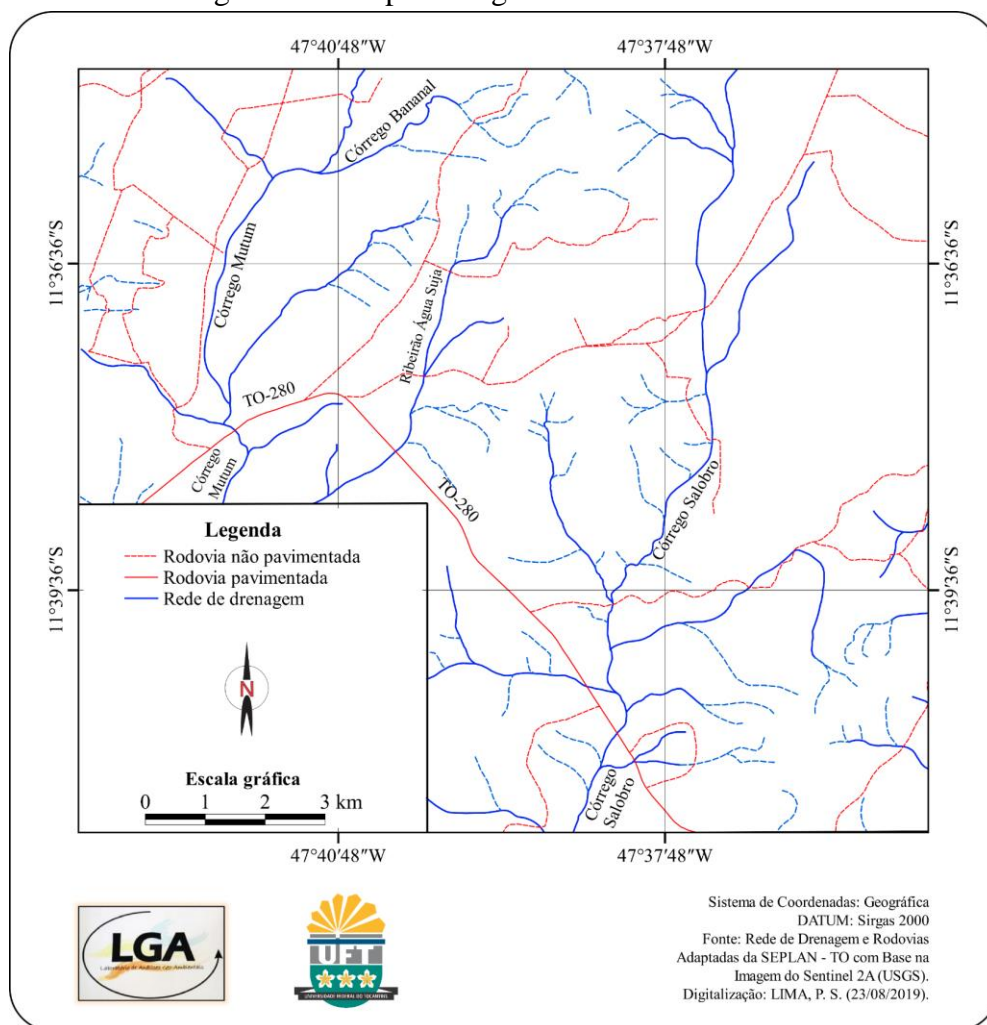 47°40'48"W
47°37'48"W
Córrego Bananal
Córrego Mutum
Ribeirão Água Suja
11°36'36"S
11°36'36"S
TO-280
Córrego
Mutum
TO-280
Córrego Salobro
11°39'36"S
11°39'36"S
Legenda
Rodovia não pavimentada
Rodovia pavimentada
Rede de drenagem
N
Escala gráfica
0 1 2 3 km
Córrego
Salobro
47°40'48"W
47°37'48"W
LGA
UFT
UNIVERSIDADE FEDERAL DO TOCANTINS
Sistema de Coordenadas: Geográfica
DATUM: Sirgas 2000
Fonte: Rede de Drenagem e Rodovias
Adaptadas da SEPLAN - TO com Base na
Imagem do Sentinel 2A (USGS).
Digitalização: LIMA, P. S. (23/08/2019).